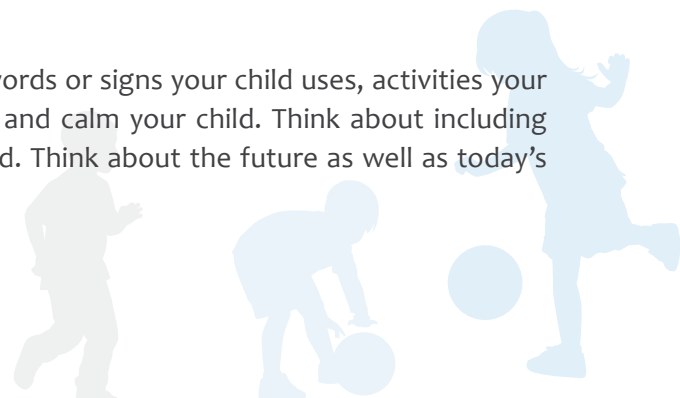 words or signs your child uses, activities your
and calm your child. Think about including
Think about the future as well as today's